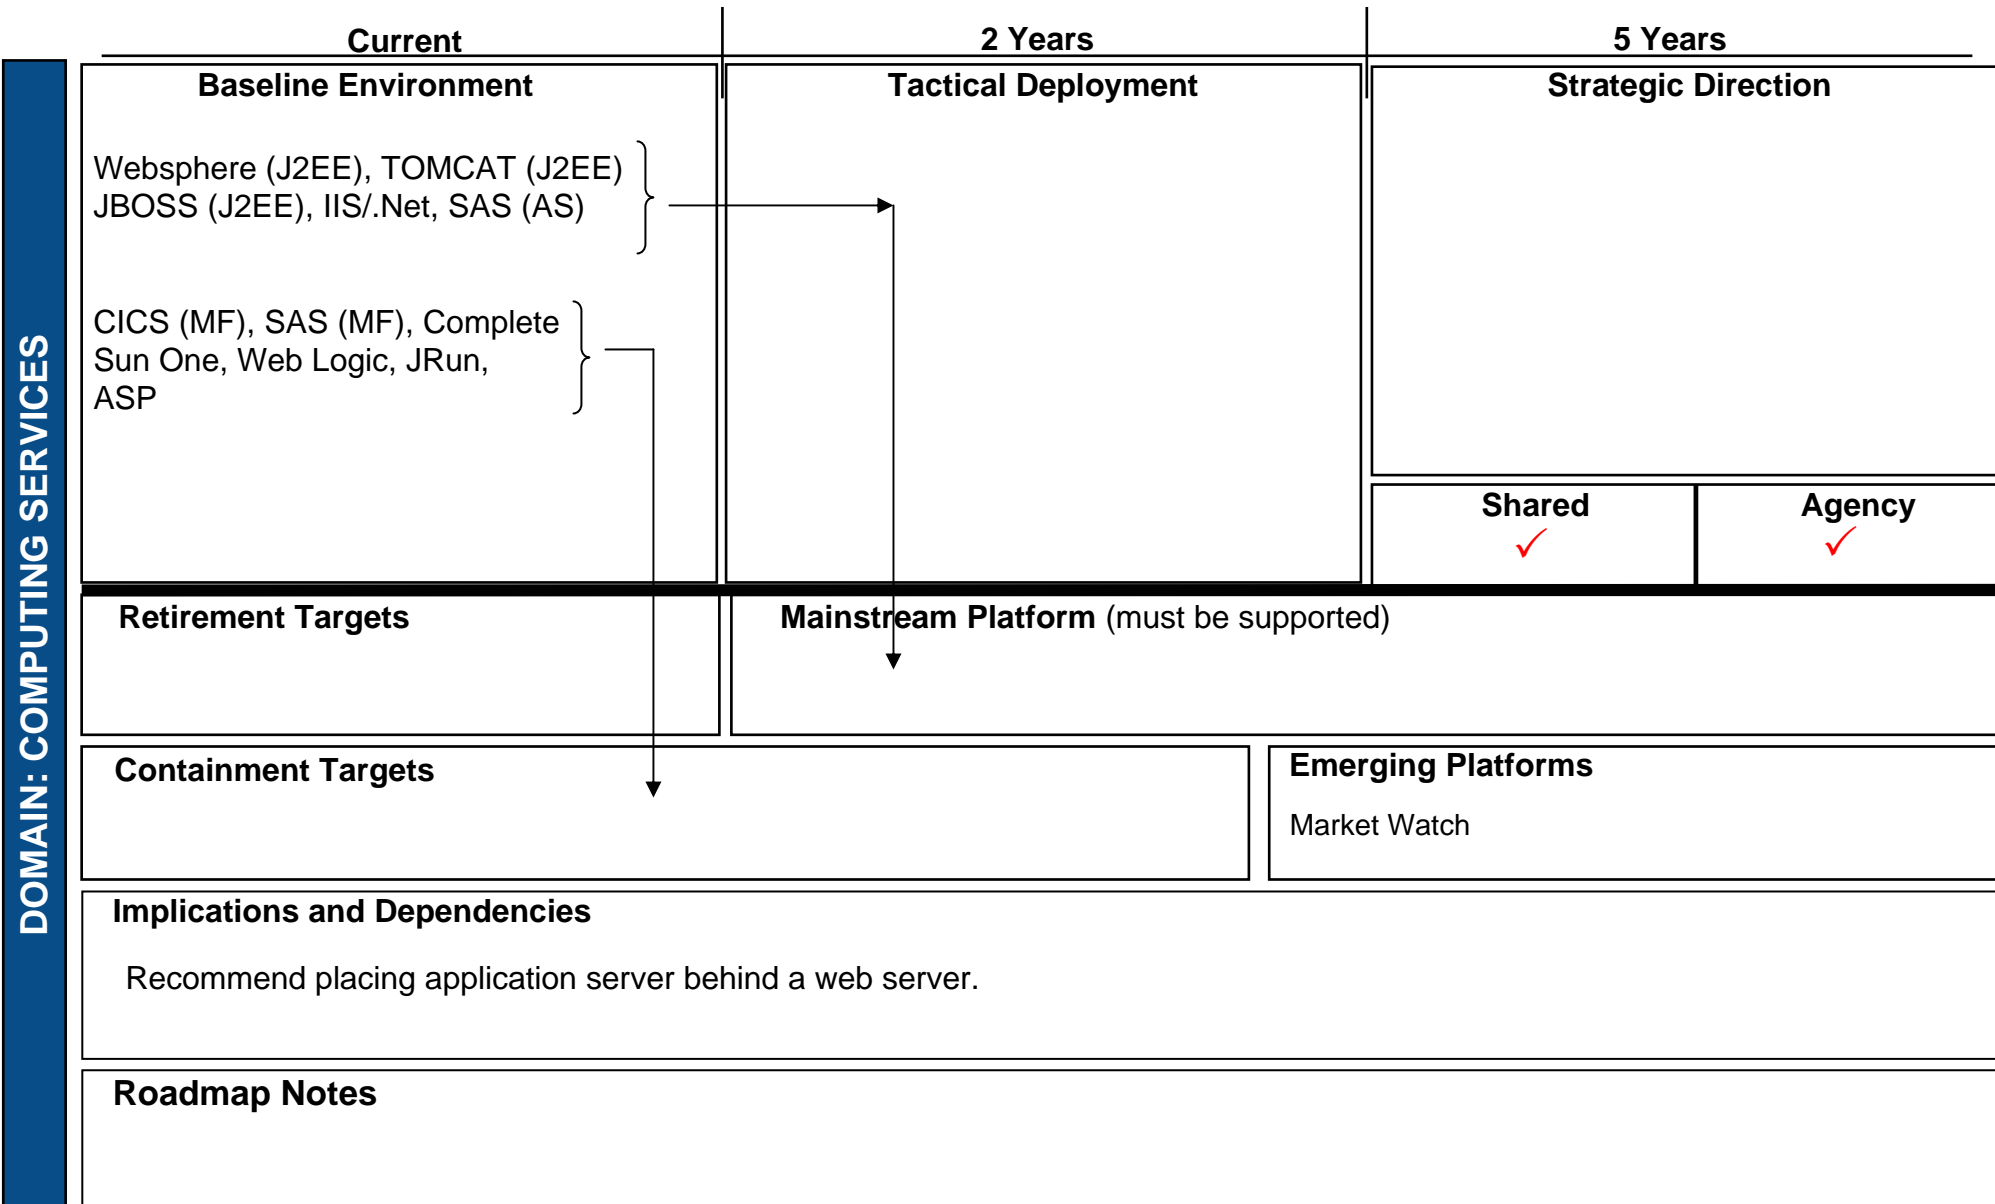 Current
2 Years
5 Years
Baseline Environment
Tactical Deployment
Strategic Direction
Websphere (J2EE), TOMCAT (J2EE)
JBOSS (J2EE), IIS/.Net, SAS (AS)
CICS (MF), SAS (MF), Complete
Sun One, Web Logic, JRun,
ASP
Shared
Agency
✓
✓
DOMAIN: COMPUTING SERVICES
Retirement Targets
Mainstream Platform (must be supported)
Containment Targets
Emerging Platforms
Market Watch
Implications and Dependencies
Recommend placing application server behind a web server.
Roadmap Notes